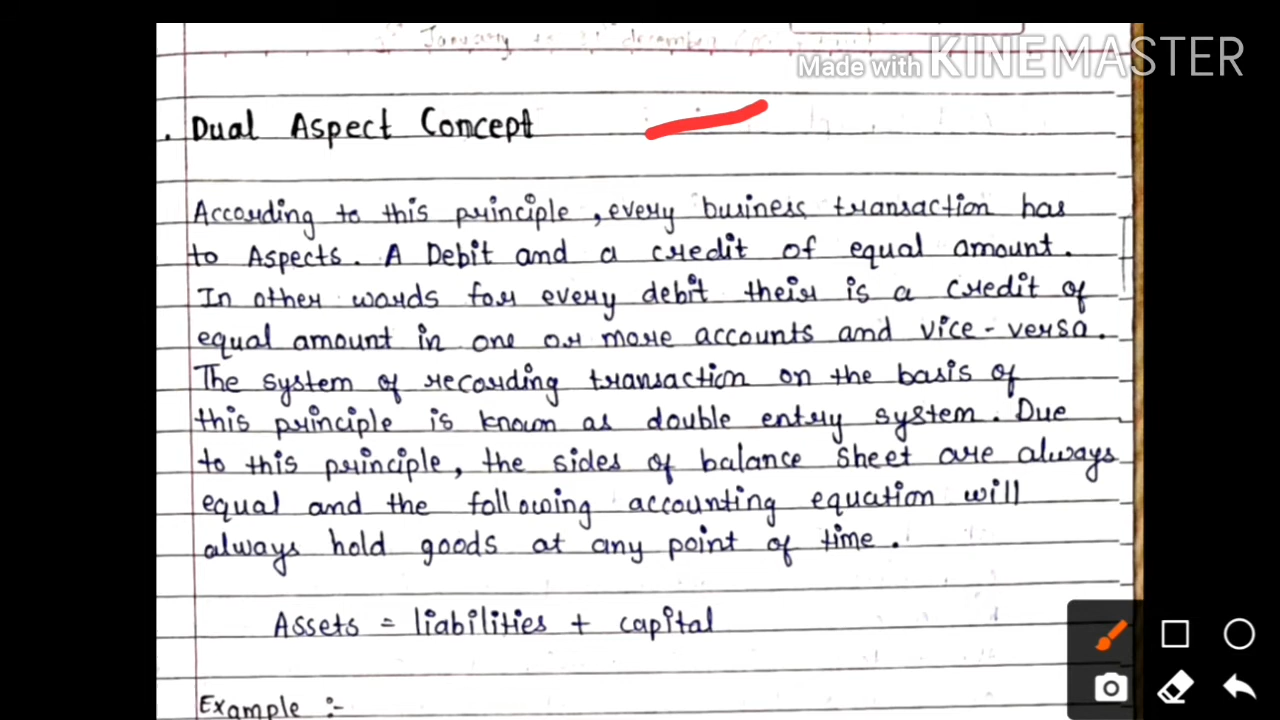 January                     december
Made with KINEMASTER
. Dual Aspect Concept
According to this principle, every business transaction has
to Aspects. A Debit and a credit of equal amount.
In other words for every debit their is a credit of
equal amount in one or more accounts and vice-versa.
The system of recording transaction on the basis of
this principle is known as double entry system. Due
to this principle, the sides of balance sheet are always
equal and the following accounting equation will
always hold goods at any point of time.
Assets = liabilities + capital
Example :-